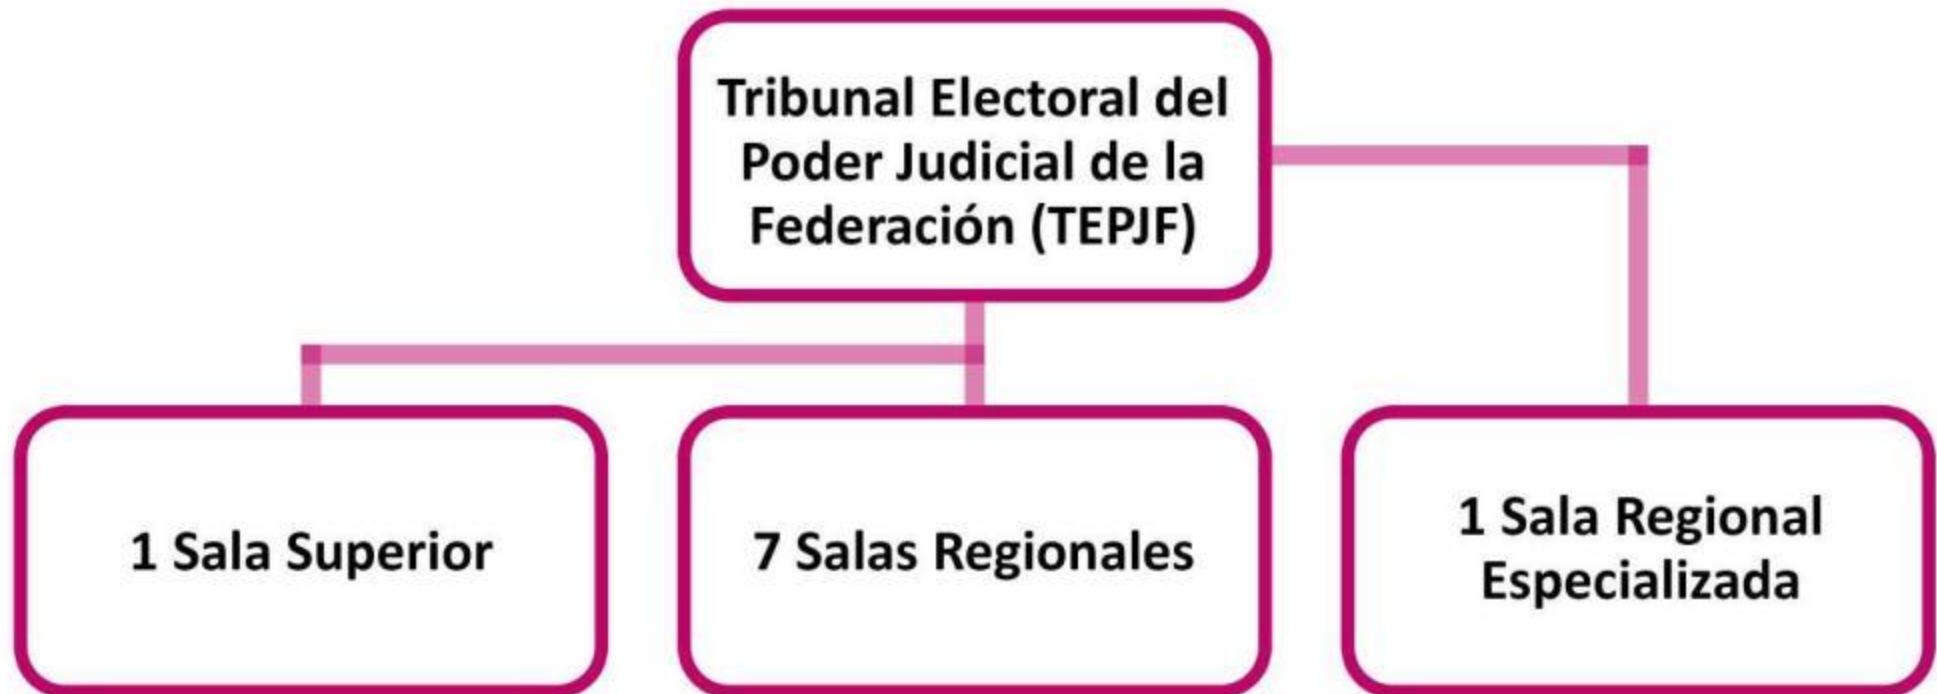 Tribunal Electoral del
Poder Judicial de la
Federación (TEPJF)
1 Sala Superior
7 Salas Regionales
1 Sala Regional
Especializada